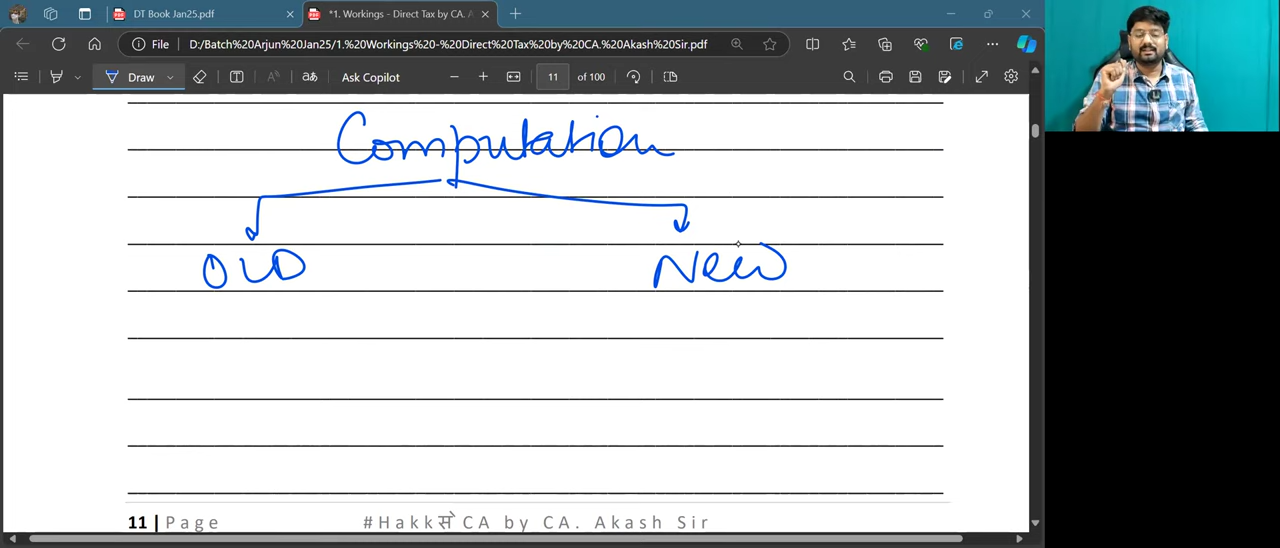 DT Book Jan25.pdf
*1. Workings - Direct Tax by CA. A
File
D:/Batch%20Arjun%20Jan25/1.%20Workings%20-%20Direct%20Tax%20by%20CA.%20Akash%20Sir.pdf
Draw
Ask Copilot
11 of 100
Computation
OLD New
11 | Page #Hakkसे CA by CA. Akash Sir